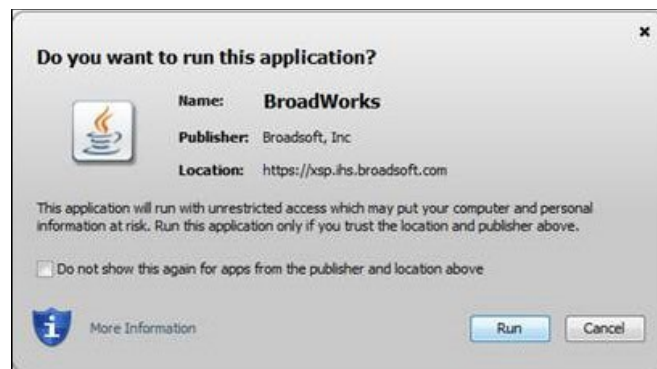 Do you want to run this application?
Name: BroadWorks
Publisher: Broadsoft, Inc
Location: https://xsp.ihs.broadsoft.com
This application will run with unrestricted access which may put your computer and personal
information at risk. Run this application only if you trust the location and publisher above.
Do not show this again for apps from the publisher and location above
More Information
Run Cancel